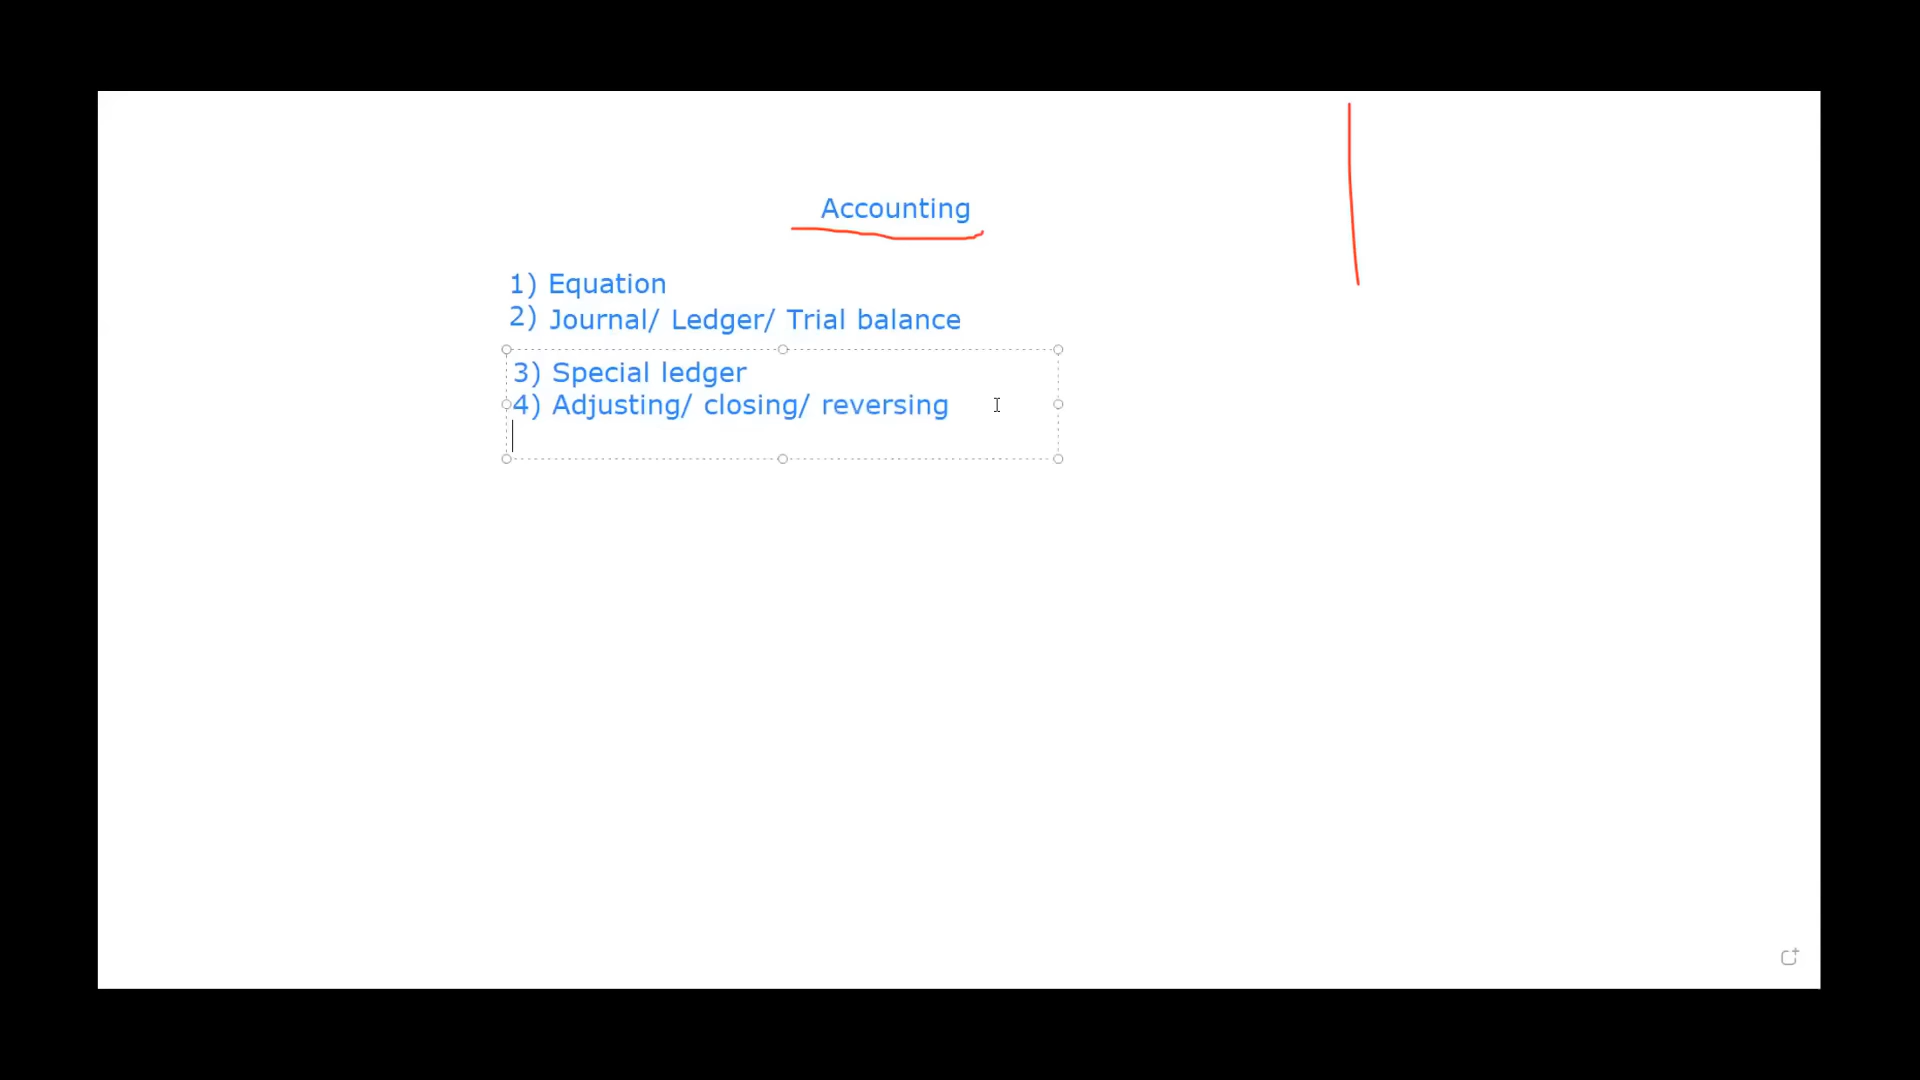 Accounting
1) Equation
2) Journal/ Ledger/ Trial balance
3) Special ledger
4) Adjusting/ closing/ reversing